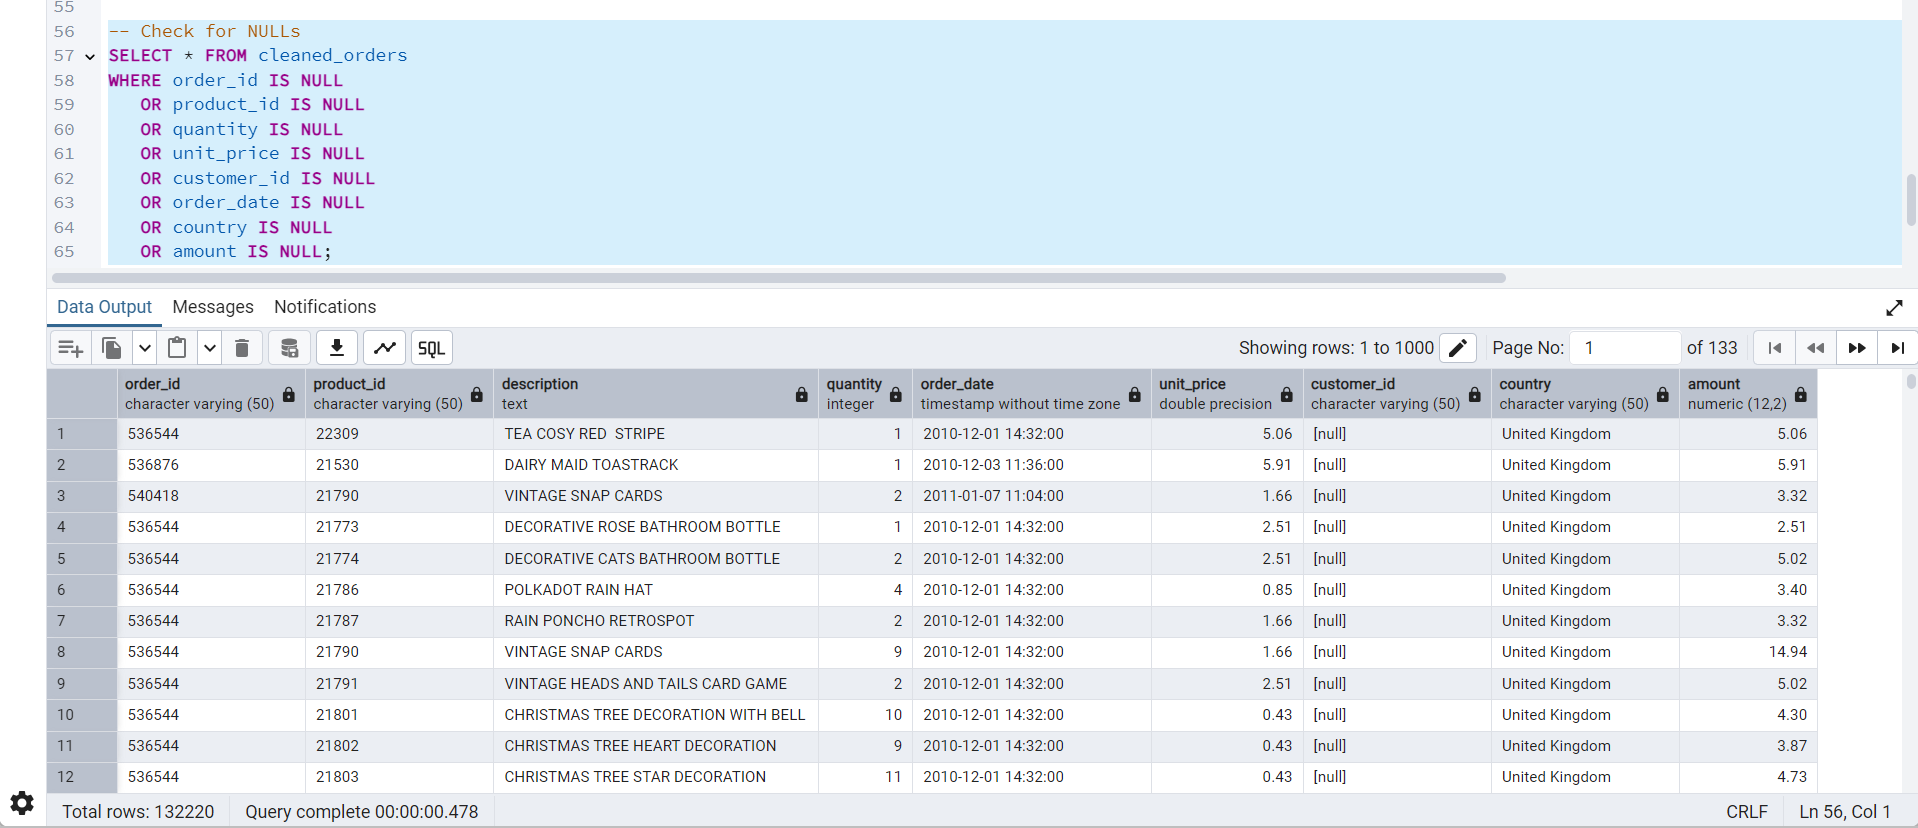 55
56 -- Check for NULLs
57 SELECT * FROM cleaned_orders
58 WHERE order_id IS NULL
59 OR product_id IS NULL
60 OR quantity IS NULL
61 OR unit_price IS NULL
62 OR customer_id IS NULL
63 OR order_date IS NULL
64 OR country IS NULL
65 OR amount IS NULL;
Data Output Messages Notifications
SQL Showing rows: 1 to 1000 Page No: 1 of 133
order_id product_id description quantity order_date unit_price customer_id country amount
character varying (50) character varying (50) text integer timestamp without time zone double precision character varying (50) character varying (50) numeric (12,2)
1 536544 22309 TEA COSY RED  STRIPE 1 2010-12-01 14:32:00 5.06 [null] United Kingdom 5.06
2 536876 21530 DAIRY MAID TOASTRACK 1 2010-12-03 11:36:00 5.91 [null] United Kingdom 5.91
3 540418 21790 VINTAGE SNAP CARDS 2 2011-01-07 11:04:00 1.66 [null] United Kingdom 3.32
4 536544 21773 DECORATIVE ROSE BATHROOM BOTTLE 1 2010-12-01 14:32:00 2.51 [null] United Kingdom 2.51
5 536544 21774 DECORATIVE CATS BATHROOM BOTTLE 2 2010-12-01 14:32:00 2.51 [null] United Kingdom 5.02
6 536544 21786 POLKADOT RAIN HAT 4 2010-12-01 14:32:00 0.85 [null] United Kingdom 3.40
7 536544 21787 RAIN PONCHO RETROSPOT 2 2010-12-01 14:32:00 1.66 [null] United Kingdom 3.32
8 536544 21790 VINTAGE SNAP CARDS 9 2010-12-01 14:32:00 1.66 [null] United Kingdom 14.94
9 536544 21791 VINTAGE HEADS AND TAILS CARD GAME 2 2010-12-01 14:32:00 2.51 [null] United Kingdom 5.02
10 536544 21801 CHRISTMAS TREE DECORATION WITH BELL 10 2010-12-01 14:32:00 0.43 [null] United Kingdom 4.30
11 536544 21802 CHRISTMAS TREE HEART DECORATION 9 2010-12-01 14:32:00 0.43 [null] United Kingdom 3.87
12 536544 21803 CHRISTMAS TREE STAR DECORATION 11 2010-12-01 14:32:00 0.43 [null] United Kingdom 4.73
Total rows: 132220 Query complete 00:00:00.478 CRLF Ln 56, Col 1